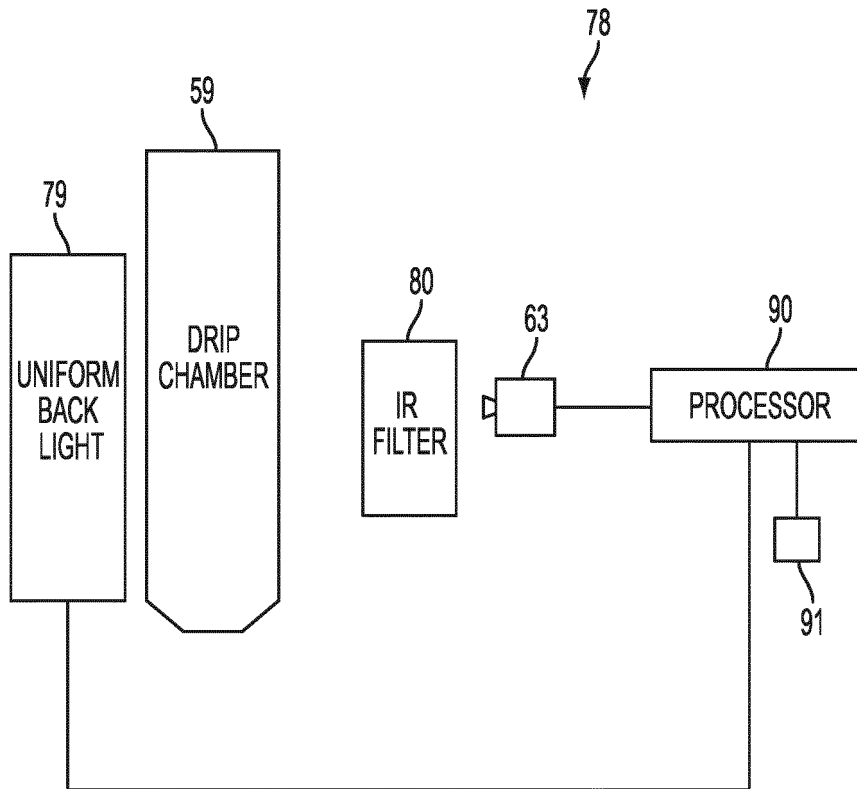 78
59
79
80
63
90
UNIFORM
BACK
LIGHT
DRIP
CHAMBER
IR
FILTER
PROCESSOR
91